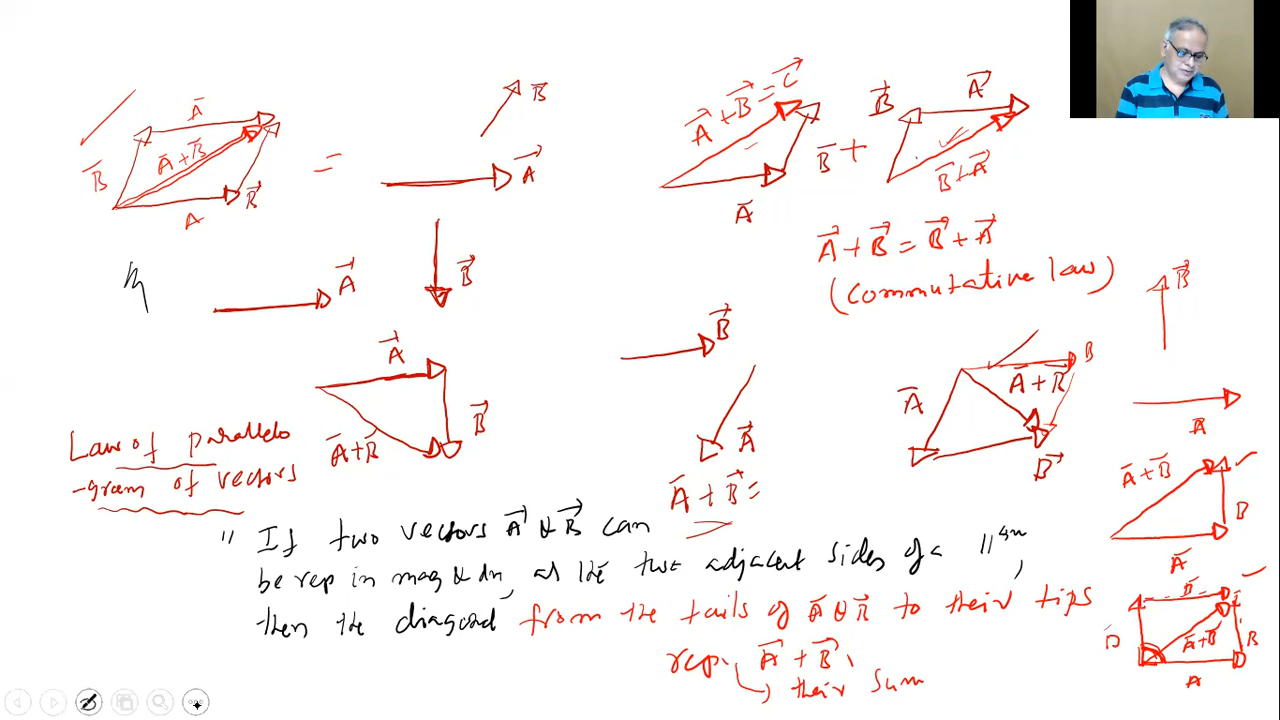 A⃗
B⃗
A̅
B̅
A̅+B̅
A
B⃗
=
A⃗
B⃗
A⃗+B⃗=C⃗
B̅
A̅
+
B⃗
A⃗
B⃗+A⃗
A⃗+B⃗=B⃗+A⃗
(commutative law)
A⃗
B⃗
A⃗
B⃗
A̅+B̅
B⃗
A⃗
A̅+B⃗=
A̅
B
A̅+B̅
B⃗
B⃗
A̅
A̅+B̅
B
A̅
B̅
A̅+B̅
B
A
Law of parallelo
-gram of vectors
" If two vectors A⃗ & B⃗ can
be rep in mag & dn, as the two adjacent sides of a ||gm,
then the diagonal from the tails of A̅ & B̅ to their tips
rep. A⃗+B⃗,
their sum